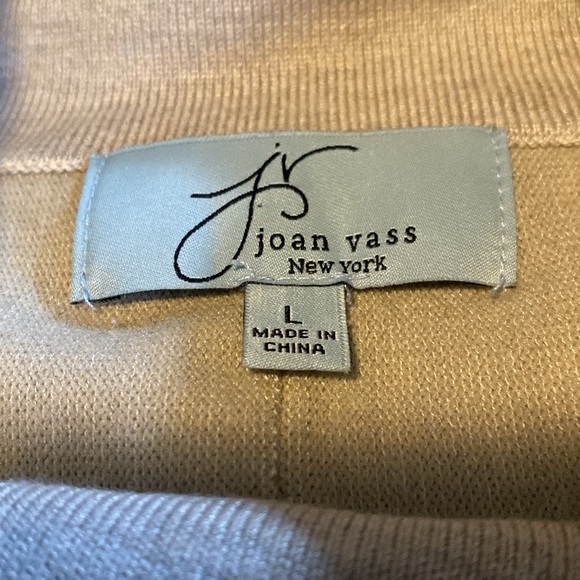 jv
joan vass
New York
L
MADE IN
CHINA